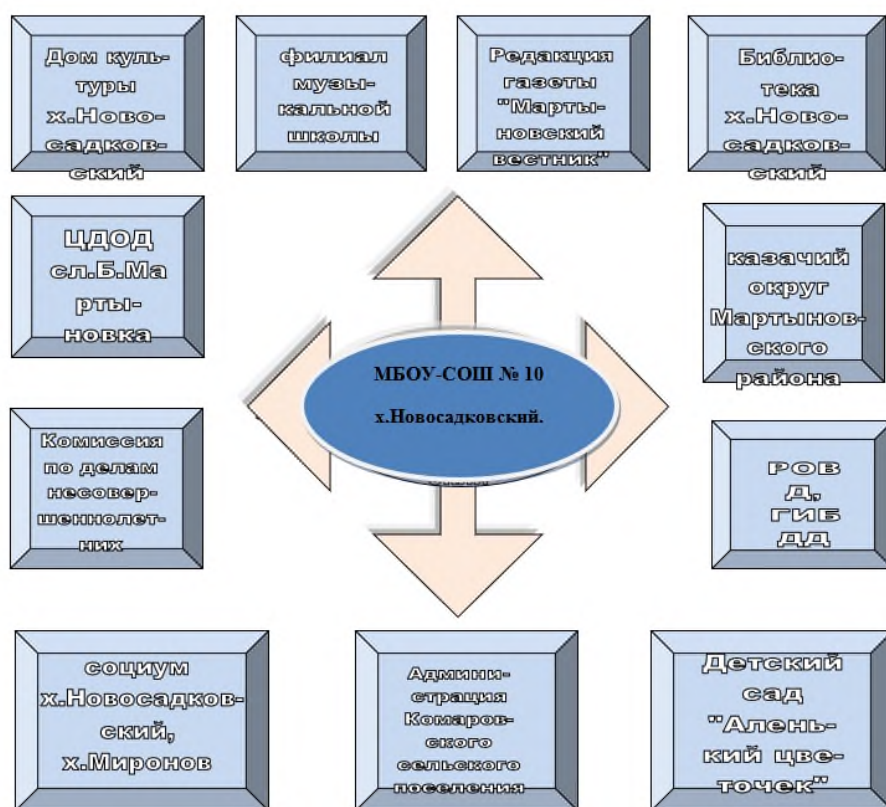 Дом куль-
туры
х.Ново-
садков-
ский
филиал
музы-
кальной
школы
Редакция
газеты
"Марты-
новский
вестник"
Библио-
тека
х.Ново-
садков-
ский
ЦДОД
сл.Б.Ма
рты-
новка
казачий
округ
Мартынов-
ского
района
МБОУ-СОШ № 10
х.Новосадковский.
Комиссия
по делам
несовер-
шеннолет-
них
РОВ
Д,
ГИБ
ДД
социум
х.Новосадков-
ский,
х.Миронов
Админи-
страция
Комаров-
ского
сельского
поселения
Детский
сад
"Алень-
кий цве-
точек"